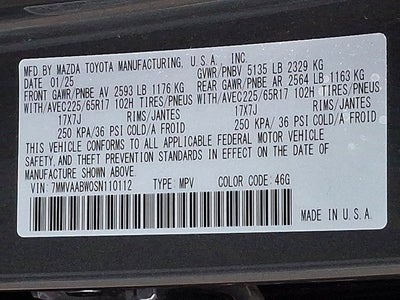 MFD BY MAZDA TOYOTA MANUFACTURING, U.S.A., INC.
DATE 01/25 GVWR/PNBV 5135 LB 2329 KG
FRONT GAWR/PNBE AV 2593 LB 1176 KG REAR GAWR/PNBE AR 2564 LB 1163 KG
WITH/AVEC225/65R17 102H TIRES/PNEUS WITH/AVEC225/65R17 102H TIRES/PNEUS
17X7J RIMS/JANTES 17X7J RIMS/JANTES
250 KPA/36 PSI COLD/A FROID 250 KPA/36 PSI COLD/A FROID
THIS VEHICLE CONFORMS TO ALL APPLICABLE FEDERAL MOTOR VEHICLE
SAFETY, AND THEFT PREVENTION STANDARDS IN EFFECT ON THE DATE OF
MANUFACTURE SHOWN ABOVE.
VIN: 7MMVAABW0SN110112 TYPE: MPV COLOR CODE: 46G
MADE IN U.S.A.